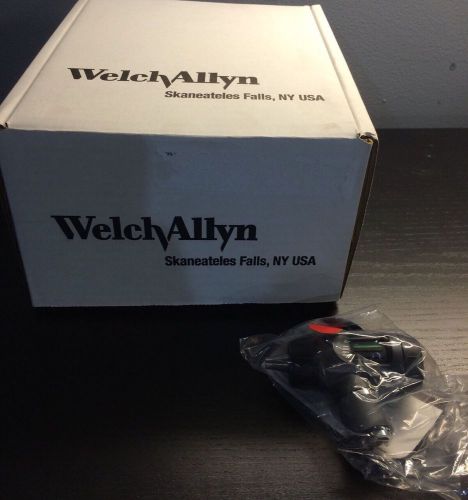 WelchAllyn
Skaneateles Falls, NY USA
WelchAllyn
Skaneateles Falls, NY USA